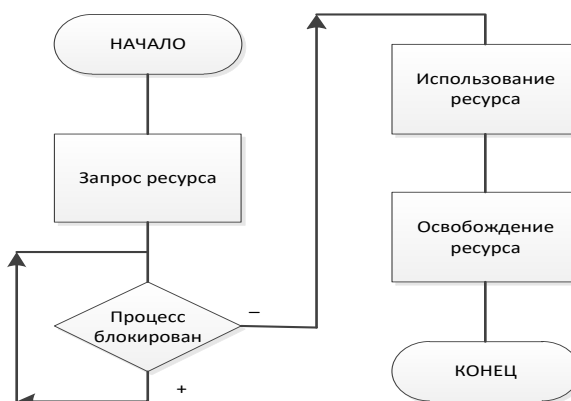 НАЧАЛО
Запрос ресурса
Процесс
блокирован
+
–
Использование
ресурса
Освобождение
ресурса
КОНЕЦ